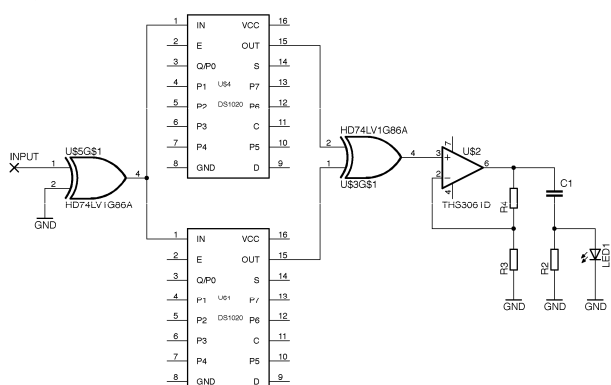 1 IN VCC 16
2 E OUT 15
3 Q/P0 S 14
4 P1 U$4 P7 13
5 P2 DS1020 P6 12
6 P3 C 11
7 P4 P5 10
8 GND D 9
INPUT
U$5G$1
1
2
4
HD74LV1G86A
GND
HD74LV1G86A
2
1
4
U$3G$1
U$2
7
3
2
4
6
THS3061D
R4
C1
R3
R2
LED1
GND
GND
GND
1 IN VCC 16
2 E OUT 15
3 Q/P0 S 14
4 P1 P7 13
5 P2 DS1020 P6 12
6 P3 C 11
7 P4 P5 10
8 GND D 9